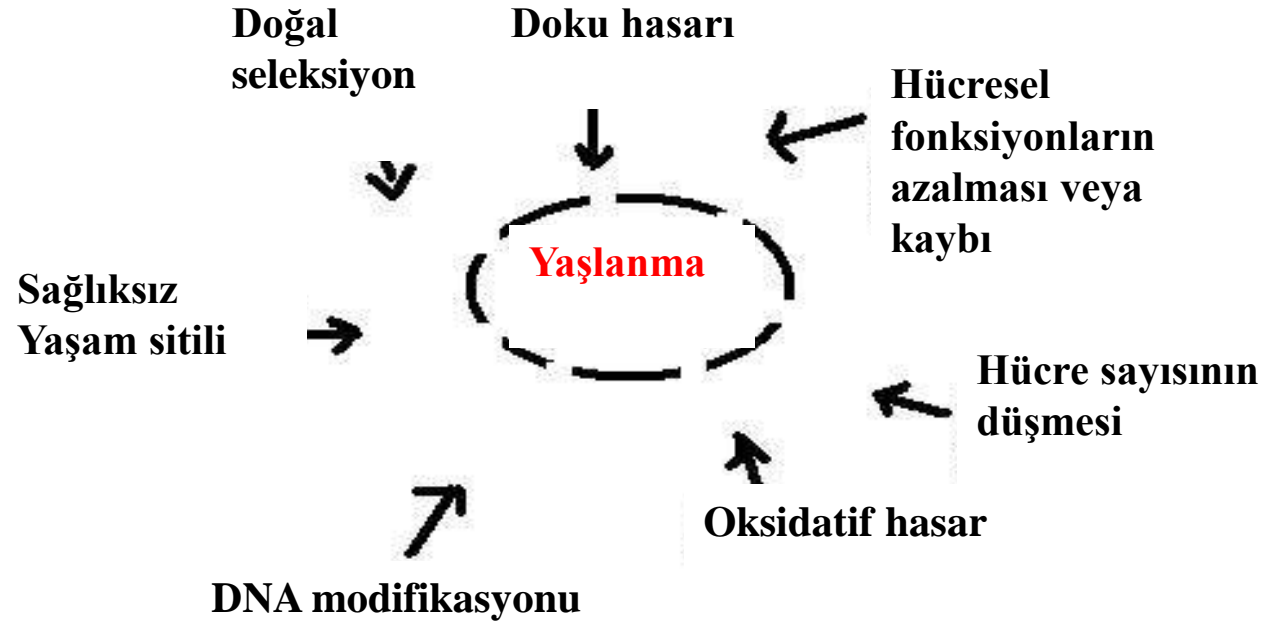 Doğal
seleksiyon
Doku hasarı
Hücresel
fonksiyonların
azalması veya
kaybı
Yaşlanma
Sağlıksız
Yaşam sitili
Hücre sayısının
düşmesi
Oksidatif hasar
DNA modifikasyonu